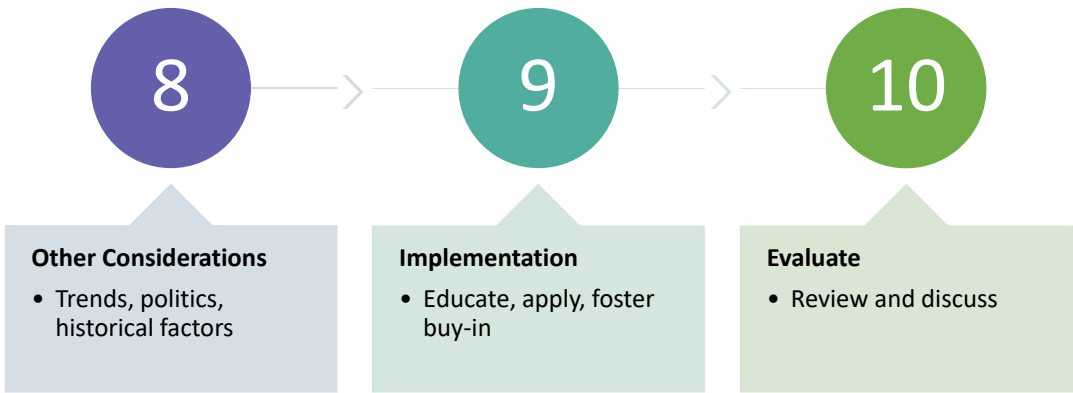 8
9
10
Other Considerations
• Trends, politics,
historical factors
Implementation
• Educate, apply, foster
buy-in
Evaluate
• Review and discuss